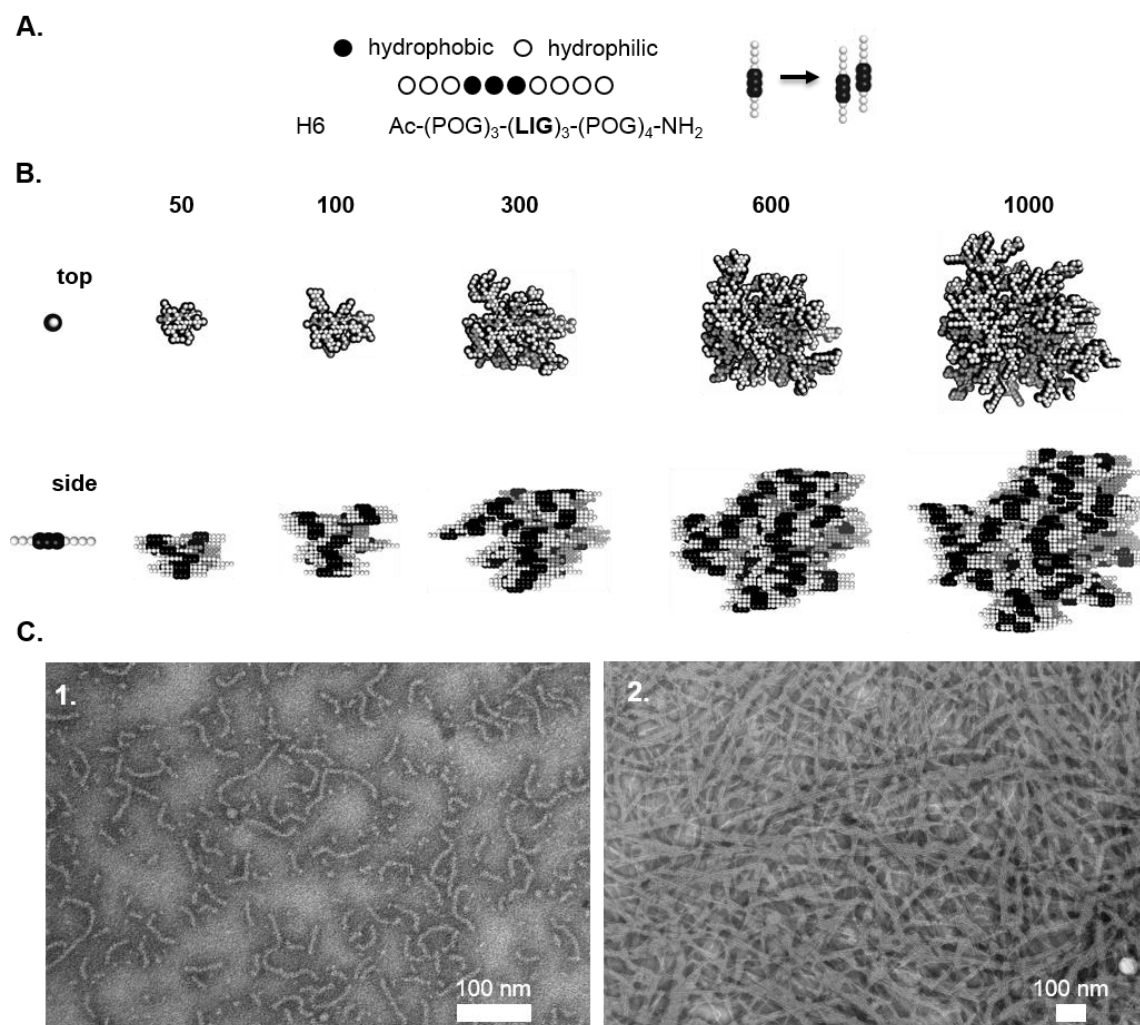 A.
hydrophobic hydrophilic
H6 Ac-(POG)3-(LIG)3-(POG)4-NH2
B.
50 100 300 600 1000
top
side
C.
1. 2.
100 nm 100 nm